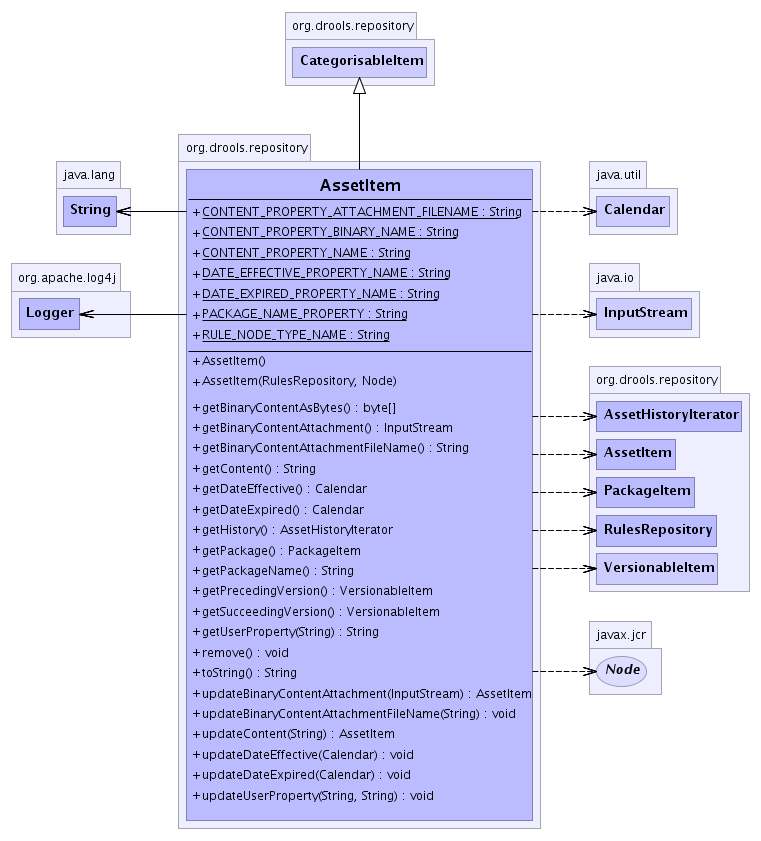 org.drools.repository
CategorisableItem
org.drools.repository
AssetItem
+ CONTENT_PROPERTY_ATTACHMENT_FILENAME : String
+ CONTENT_PROPERTY_BINARY_NAME : String
+ CONTENT_PROPERTY_NAME : String
+ DATE_EFFECTIVE_PROPERTY_NAME : String
+ DATE_EXPIRED_PROPERTY_NAME : String
+ PACKAGE_NAME_PROPERTY : String
+ RULE_NODE_TYPE_NAME : String
+ AssetItem()
+ AssetItem(RulesRepository, Node)
+ getBinaryContentAsBytes() : byte[]
+ getBinaryContentAttachment() : InputStream
+ getBinaryContentAttachmentFileName() : String
+ getContent() : String
+ getDateEffective() : Calendar
+ getDateExpired() : Calendar
+ getHistory() : AssetHistoryIterator
+ getPackage() : PackageItem
+ getPackageName() : String
+ getPrecedingVersion() : VersionableItem
+ getSucceedingVersion() : VersionableItem
+ getUserProperty(String) : String
+ remove() : void
+ toString() : String
+ updateBinaryContentAttachment(InputStream) : AssetItem
+ updateBinaryContentAttachmentFileName(String) : void
+ updateContent(String) : AssetItem
+ updateDateEffective(Calendar) : void
+ updateDateExpired(Calendar) : void
+ updateUserProperty(String, String) : void
java.lang
String
org.apache.log4j
Logger
java.util
Calendar
java.io
InputStream
org.drools.repository
AssetHistoryIterator
AssetItem
PackageItem
RulesRepository
VersionableItem
javax.jcr
Node